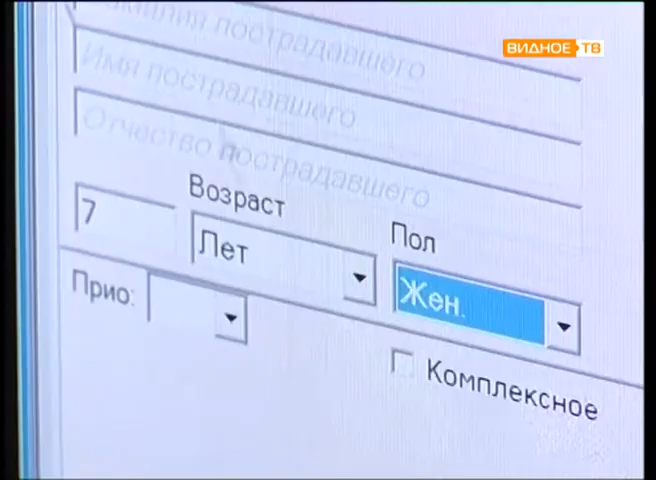 ВИДНОЕ ТВ
Фамилия пострадавшего
Имя пострадавшего
Отчество пострадавшего
Возраст
7 Лет
Пол
Жен.
Прио:
Комплексное